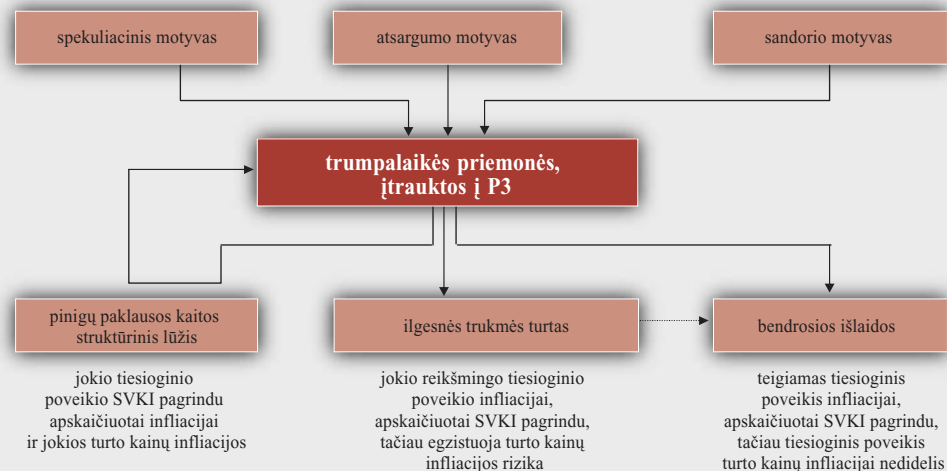 spekuliacinis motyvas
atsargumo motyvas
sandorio motyvas
trumpalaikės priemonės,
įtrauktos į P3
pinigų paklausos kaitos
struktūrinis lūžis
ilgesnės trukmės turtas
bendrosios išlaidos
jokio tiesioginio
poveikio SVKI pagrindu
apskaičiuotai infliacijai
ir jokios turto kainų infliacijos
jokio reikšmingo tiesioginio
poveikio infliacijai,
apskaičiuotai SVKI pagrindu,
tačiau egzistuoja turto kainų
infliacijos rizika
teigiamas tiesioginis
poveikis infliacijai,
apskaičiuotai SVKI pagrindu,
tačiau tiesioginis poveikis
turto kainų infliacijai nedidelis